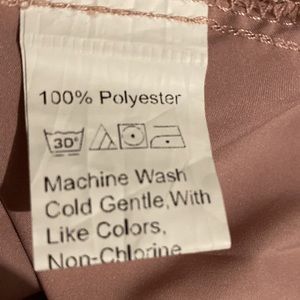 100% Polyester
30°
Machine Wash
Cold Gentle,With
Like Colors,
Non-Chlorine